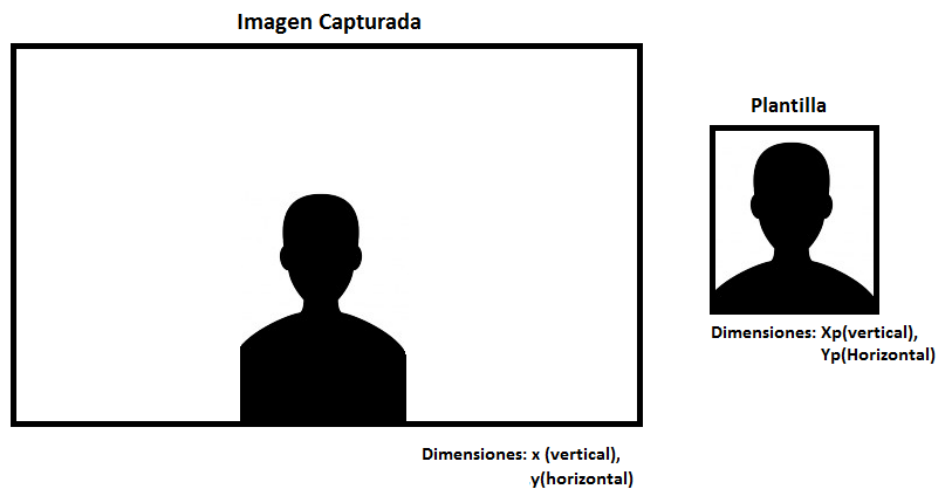 Imagen Capturada
Plantilla
Dimensiones: Xp(vertical),
Yp(Horizontal)
Dimensiones: x (vertical),
y(horizontal)